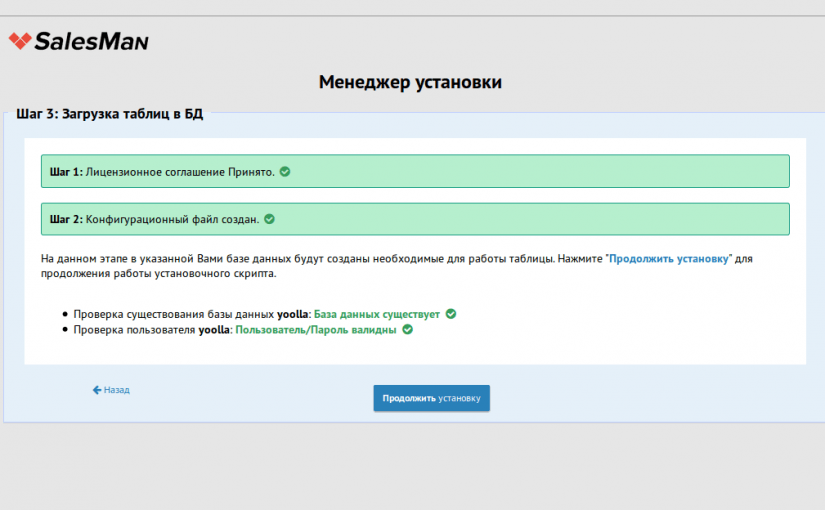 SalesMan
Менеджер установки
Шаг 3: Загрузка таблиц в БД
Шаг 1: Лицензионное соглашение Принято.
Шаг 2: Конфигурационный файл создан.
На данном этапе в указанной Вами базе данных будут созданы необходимые для работы таблицы. Нажмите "Продолжить установку" для
продолжения работы установочного скрипта.
Проверка существования базы данных yoolla: База данных существует
Проверка пользователя yoolla: Пользователь/Пароль валидны
Назад
Продолжить установку